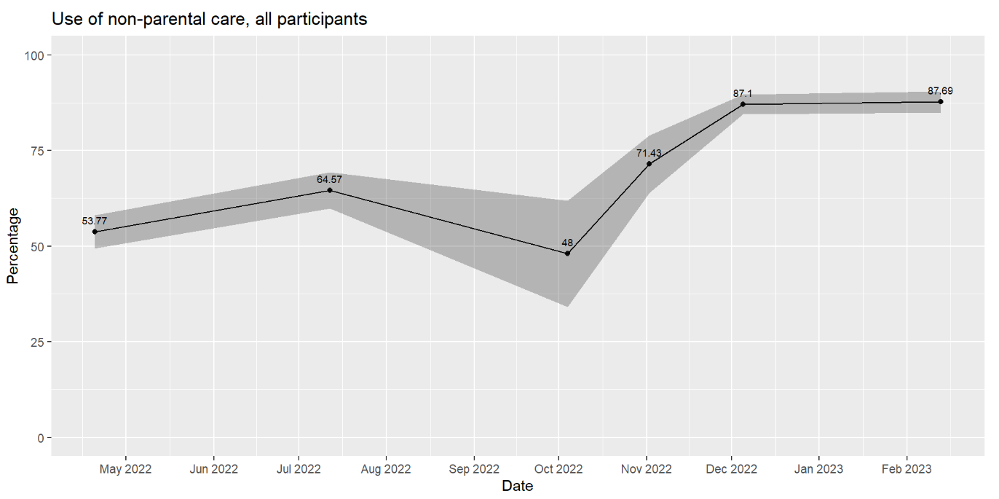 Use of non-parental care, all participants
100
75
50
25
0
Percentage
53.77
64.57
48
71.43
87.1
87.69
May 2022 Jun 2022 Jul 2022 Aug 2022 Sep 2022 Oct 2022 Nov 2022 Dec 2022 Jan 2023 Feb 2023
Date